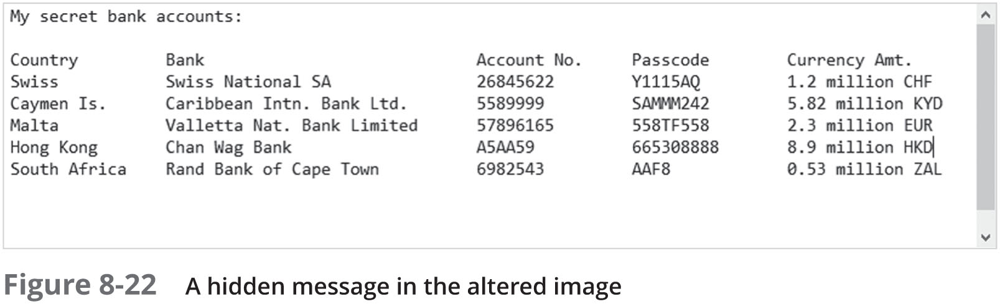 My secret bank accounts:
Country Bank Account No. Passcode Currency Amt.
Swiss Swiss National SA 26845622 Y1115AQ 1.2 million CHF
Caymen Is. Caribbean Intn. Bank Ltd. 5589999 SAMMM242 5.82 million KYD
Malta Valletta Nat. Bank Limited 57896165 558TF558 2.3 million EUR
Hong Kong Chan Wag Bank A5AA59 665308888 8.9 million HKD
South Africa Rand Bank of Cape Town 6982543 AAF8 0.53 million ZAL
Figure 8-22 A hidden message in the altered image